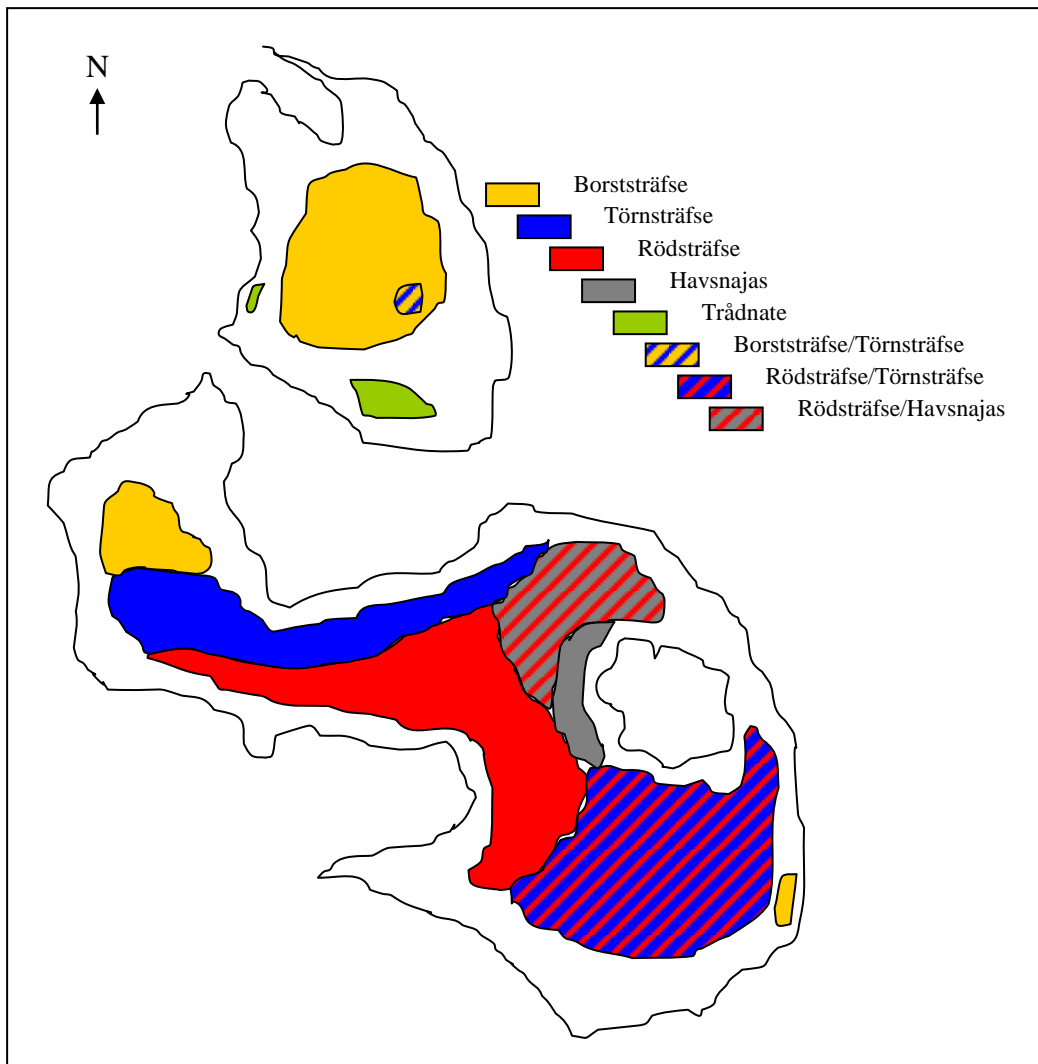 N
Borststräfse
Törnsträfse
Rödsträfse
Havsnajas
Trådnate
Borststräfse/Törnsträfse
Rödsträfse/Törnsträfse
Rödsträfse/Havsnajas